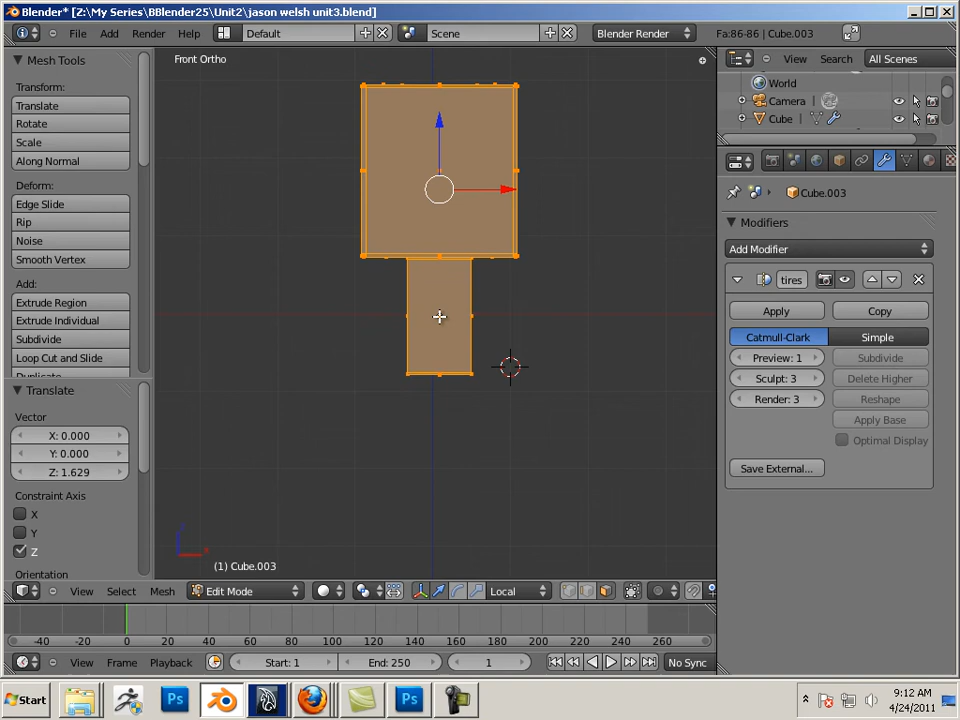 Blender* [Z:\My Series\BBlender25\Unit2\jason welsh unit3.blend]
File Add Render Help Default Scene Blender Render Fa:86-86 | Cube.003
Mesh Tools
Transform:
Translate
Rotate
Scale
Along Normal
Deform:
Edge Slide
Rip
Noise
Smooth Vertex
Add:
Extrude Region
Extrude Individual
Subdivide
Loop Cut and Slide
Duplicate
Translate
Vector
X: 0.000
Y: 0.000
Z: 1.629
Constraint Axis
X
Y
Z
Orientation
Front Ortho
(1) Cube.003
View Select Mesh Edit Mode Local
View Search All Scenes
World
Camera
Cube
Cube.003
Modifiers
Add Modifier
tires
Apply Copy
Catmull-Clark Simple
Preview: 1 Subdivide
Sculpt: 3 Delete Higher
Render: 3 Reshape
Apply Base
Optimal Display
Save External...
-40 -20 0 20 40 60 80 100 120 140 160 180 200 220 240 260
View Frame Playback Start: 1 End: 250 1 No Sync
Start Ps Ps 9:12 AM
4/24/2011